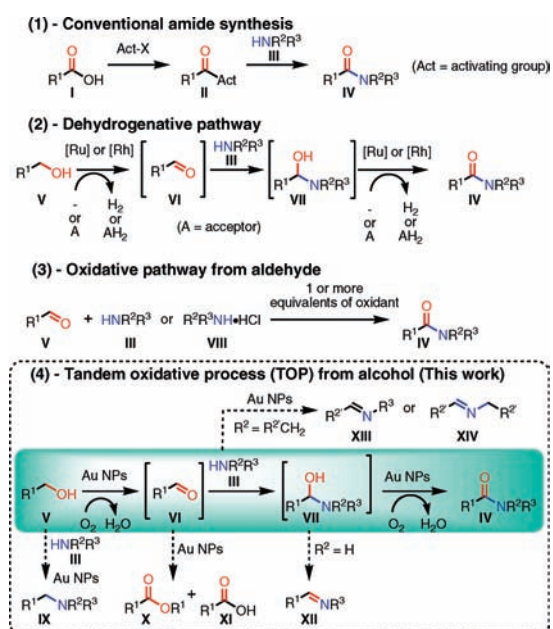 (1) - Conventional amide synthesis
O
R¹ OH
I
Act-X
O
R¹ Act
II
HNR²R³
III
O
R¹ NR²R³
IV
(Act = activating group)
(2) - Dehydrogenative pathway
R¹ OH
V
[Ru] or [Rh]
- or A
H₂ or AH₂
R¹ O
VI
HNR²R³
III
(A = acceptor)
OH
R¹ NR²R³
VII
[Ru] or [Rh]
- or A
H₂ or AH₂
O
R¹ NR²R³
IV
(3) - Oxidative pathway from aldehyde
R¹ O
V
+ HNR²R³ or R²R³NH•HCl
III VIII
1 or more
equivalents of oxidant
O
R¹ NR²R³
IV
(4) - Tandem oxidative process (TOP) from alcohol (This work)
Au NPs
R² = R²'CH₂
R²' N R³
XIII
or
R²' N R²'
XIV
R¹ OH
V
Au NPs
O₂ H₂O
R¹ O
VI
HNR²R³
III
OH
R¹ NR²R³
VII
Au NPs
O₂ H₂O
O
R¹ NR²R³
IV
HNR²R³
III
Au NPs
R¹ NR²R³
IX
Au NPs
O
R¹ O R¹
X
+
O
R¹ OH
XI
R² = H
R¹ NR³
XII